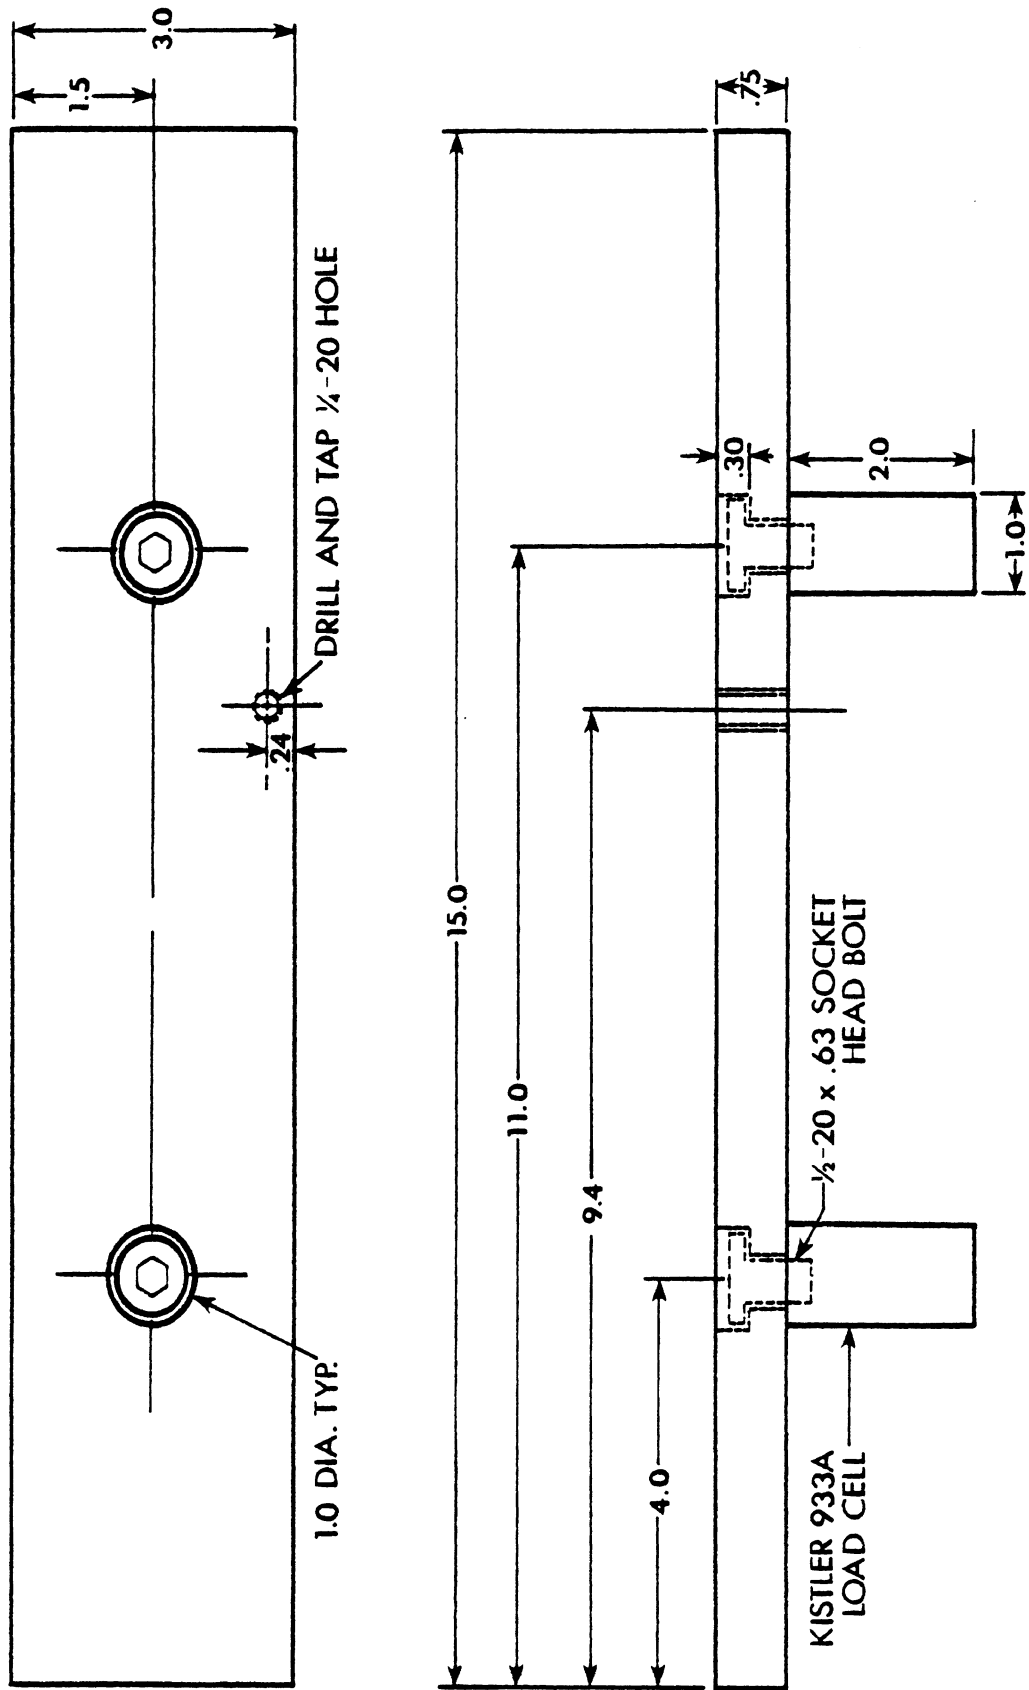 3.0
1.5
DRILL AND TAP ¼-20 HOLE
.24
1.0 DIA. TYP.
15.0
11.0
9.4
4.0
.75
.30
2.0
1.0
½-20 x .63 SOCKET
HEAD BOLT
KISTLER 933A
LOAD CELL